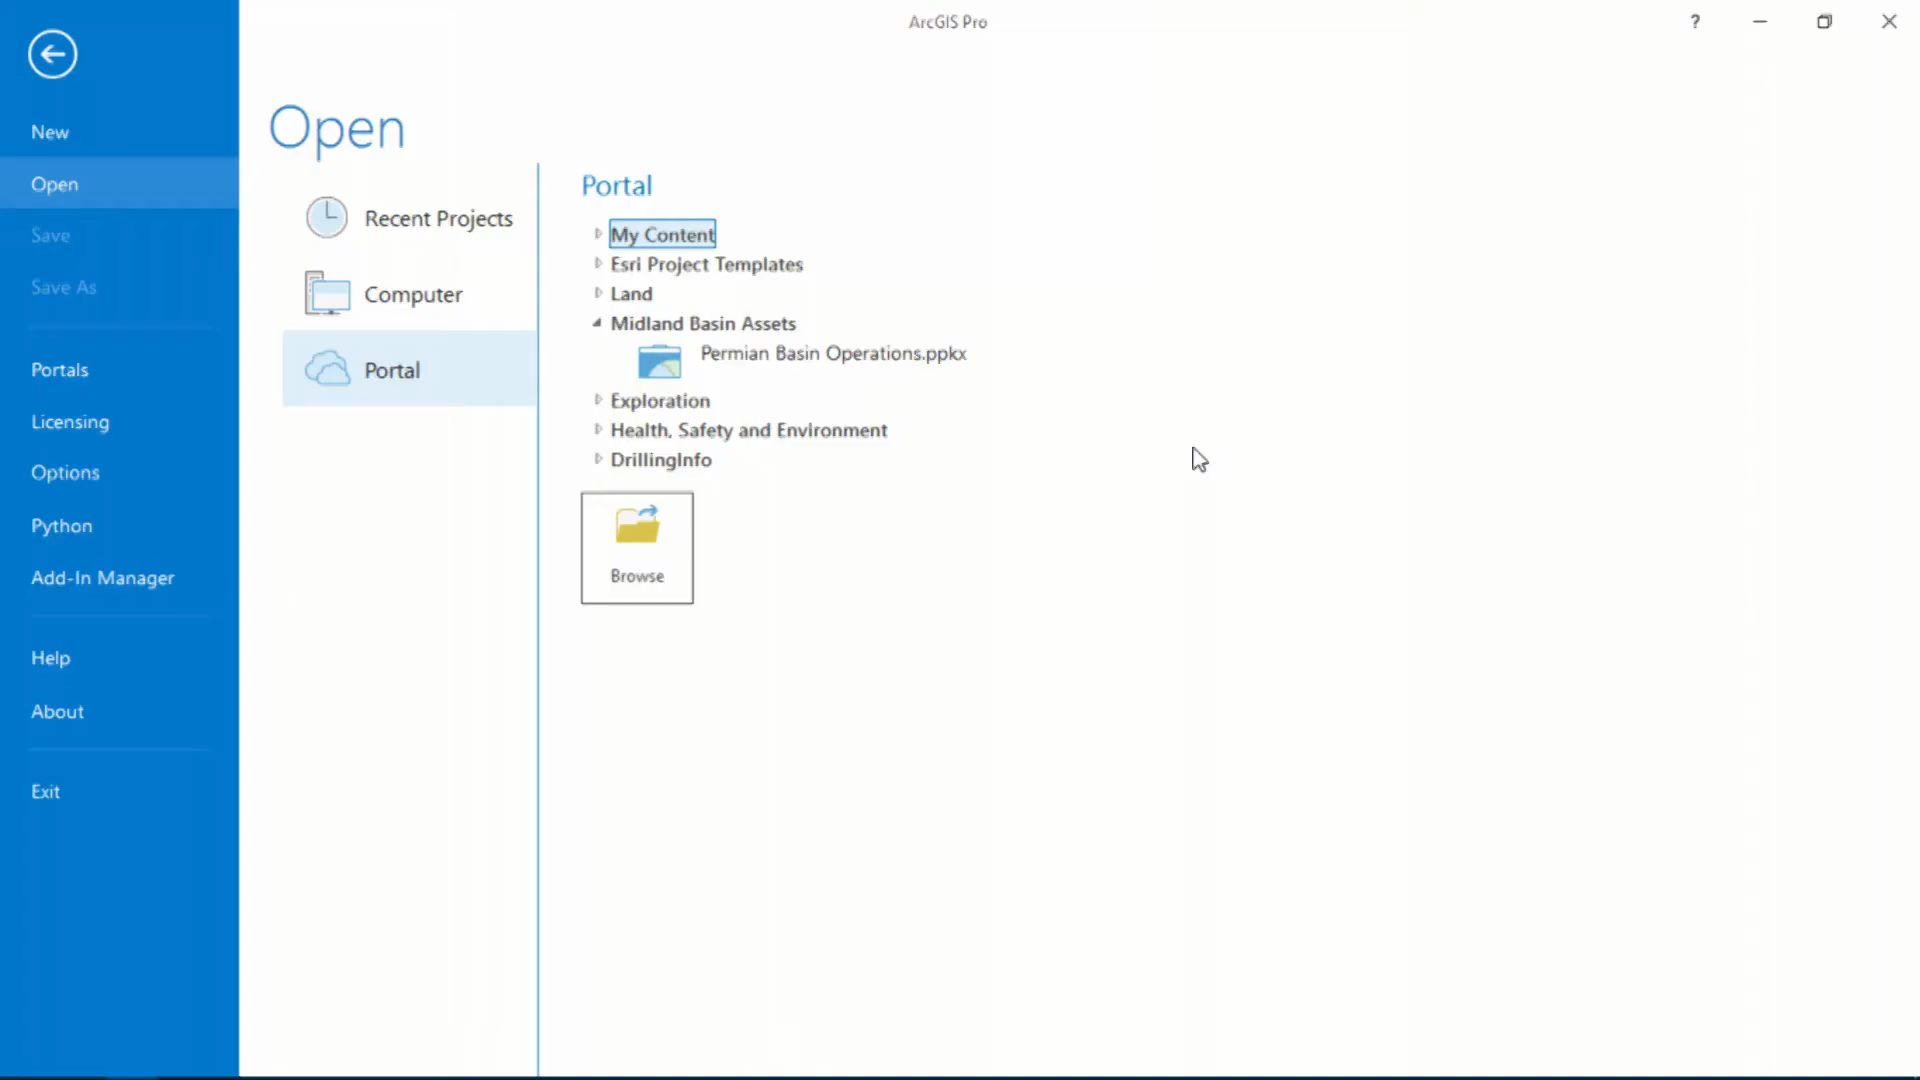 ArcGIS Pro
?
New
Open
Save
Save As
Portals
Licensing
Options
Python
Add-In Manager
Help
About
Exit
Open
Recent Projects
Computer
Portal
Portal
My Content
Esri Project Templates
Land
Midland Basin Assets
Permian Basin Operations.ppkx
Exploration
Health, Safety and Environment
DrillingInfo
Browse